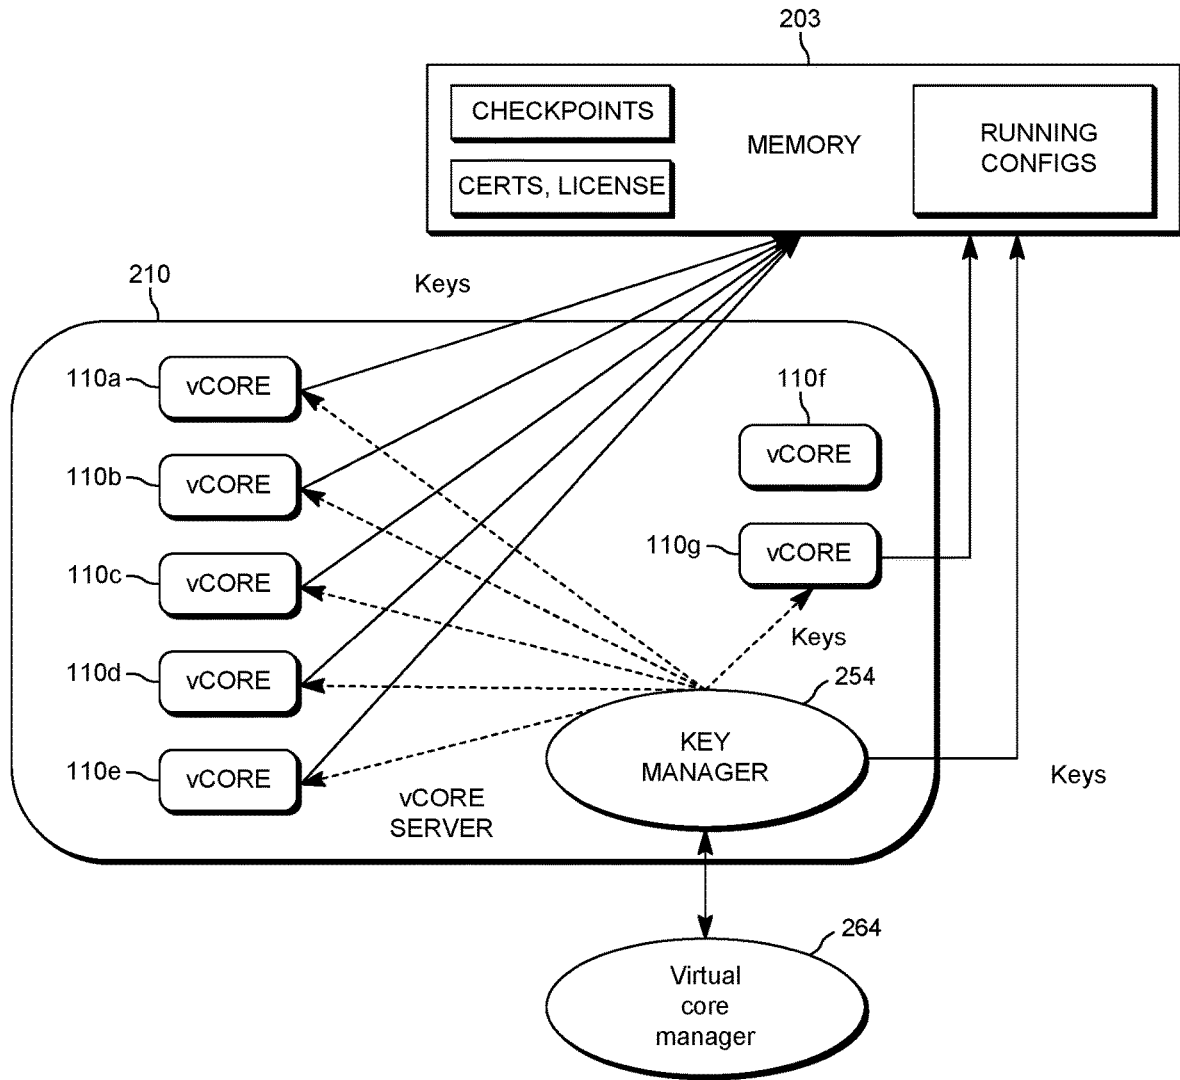 203
CHECKPOINTS
CERTS, LICENSE
MEMORY
RUNNING
CONFIGS
210
Keys
110a
vCORE
110b
vCORE
110c
vCORE
110d
vCORE
110e
vCORE
110f
vCORE
110g
vCORE
Keys
254
KEY
MANAGER
Keys
vCORE
SERVER
264
Virtual
core
manager